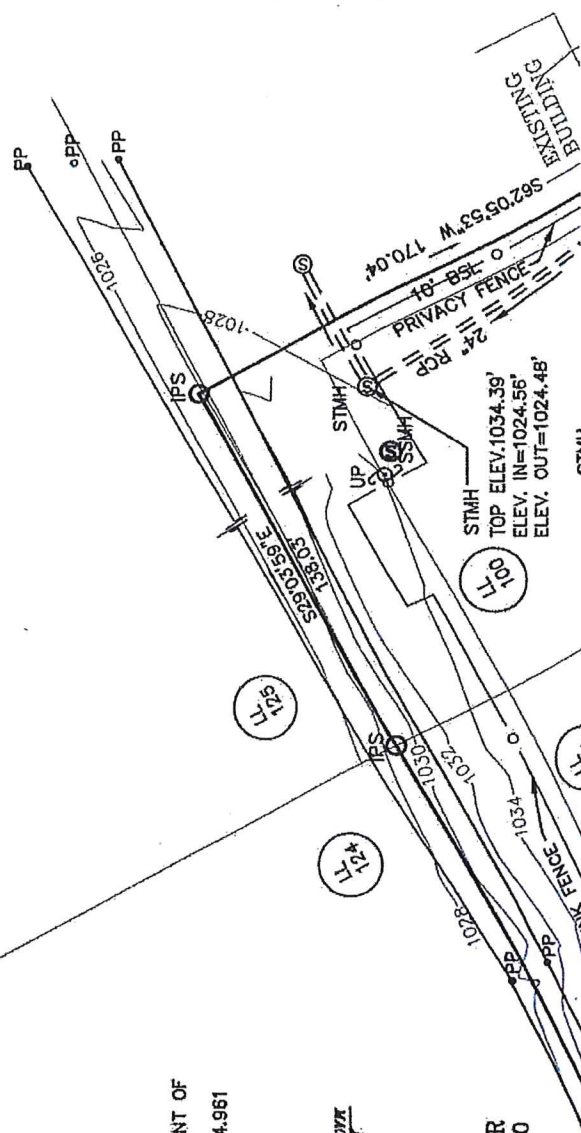 PP
PP
PP
1026
1028
IPS
S29°03'59"E
138.03'
S62°05'53"W 170.04'
EXISTING
BUILDING
10' BSL
PRIVACY FENCE
24" RCP
S
STMH
S
S
SSMH
UP
STMH
TOP ELEV.1034.39'
ELEV. IN=1024.56'
ELEV. OUT=1024.48'
LL
100
LL
125
IPS
LL
124
1030
1032
1034
1028
PP
PP
FENCE
LL
NT OF
4.961
R
0